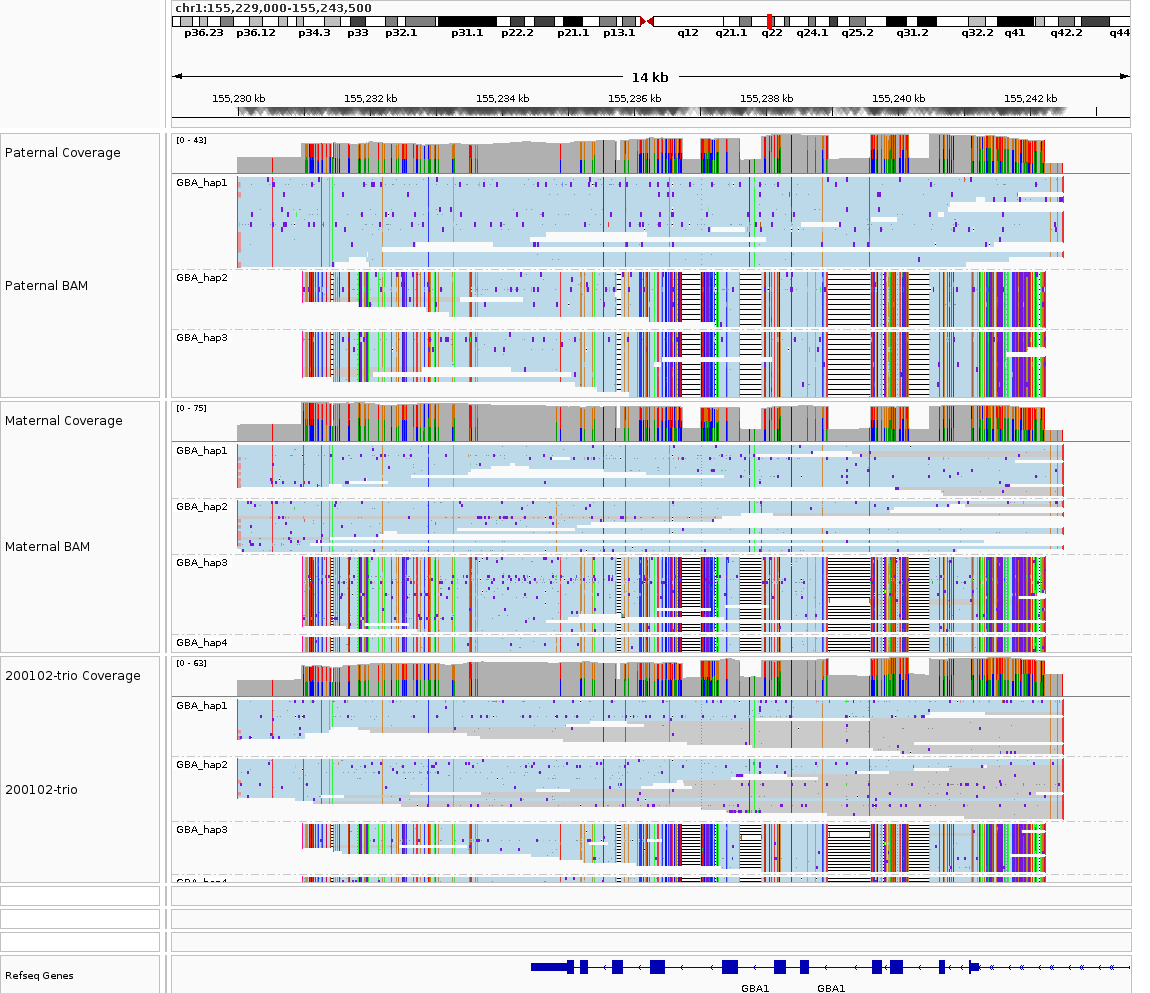 chr1:155,229,000-155,243,500
p36.23 p36.12 p34.3 p33 p32.1 p31.1 p22.2 p21.1 p13.1 q12 q21.1 q22 q24.1 q25.2 q31.2 q32.2 q41 q42.2 q44
14 kb
155,230 kb 155,232 kb 155,234 kb 155,236 kb 155,238 kb 155,240 kb 155,242 kb
Paternal Coverage
[0 - 43]
GBA_hap1
Paternal BAM
GBA_hap2
GBA_hap3
Maternal Coverage
[0 - 75]
GBA_hap1
GBA_hap2
Maternal BAM
GBA_hap3
GBA_hap4
200102-trio Coverage
[0 - 63]
GBA_hap1
GBA_hap2
200102-trio
GBA_hap3
GBA_hap4
Refseq Genes
GBA1 GBA1